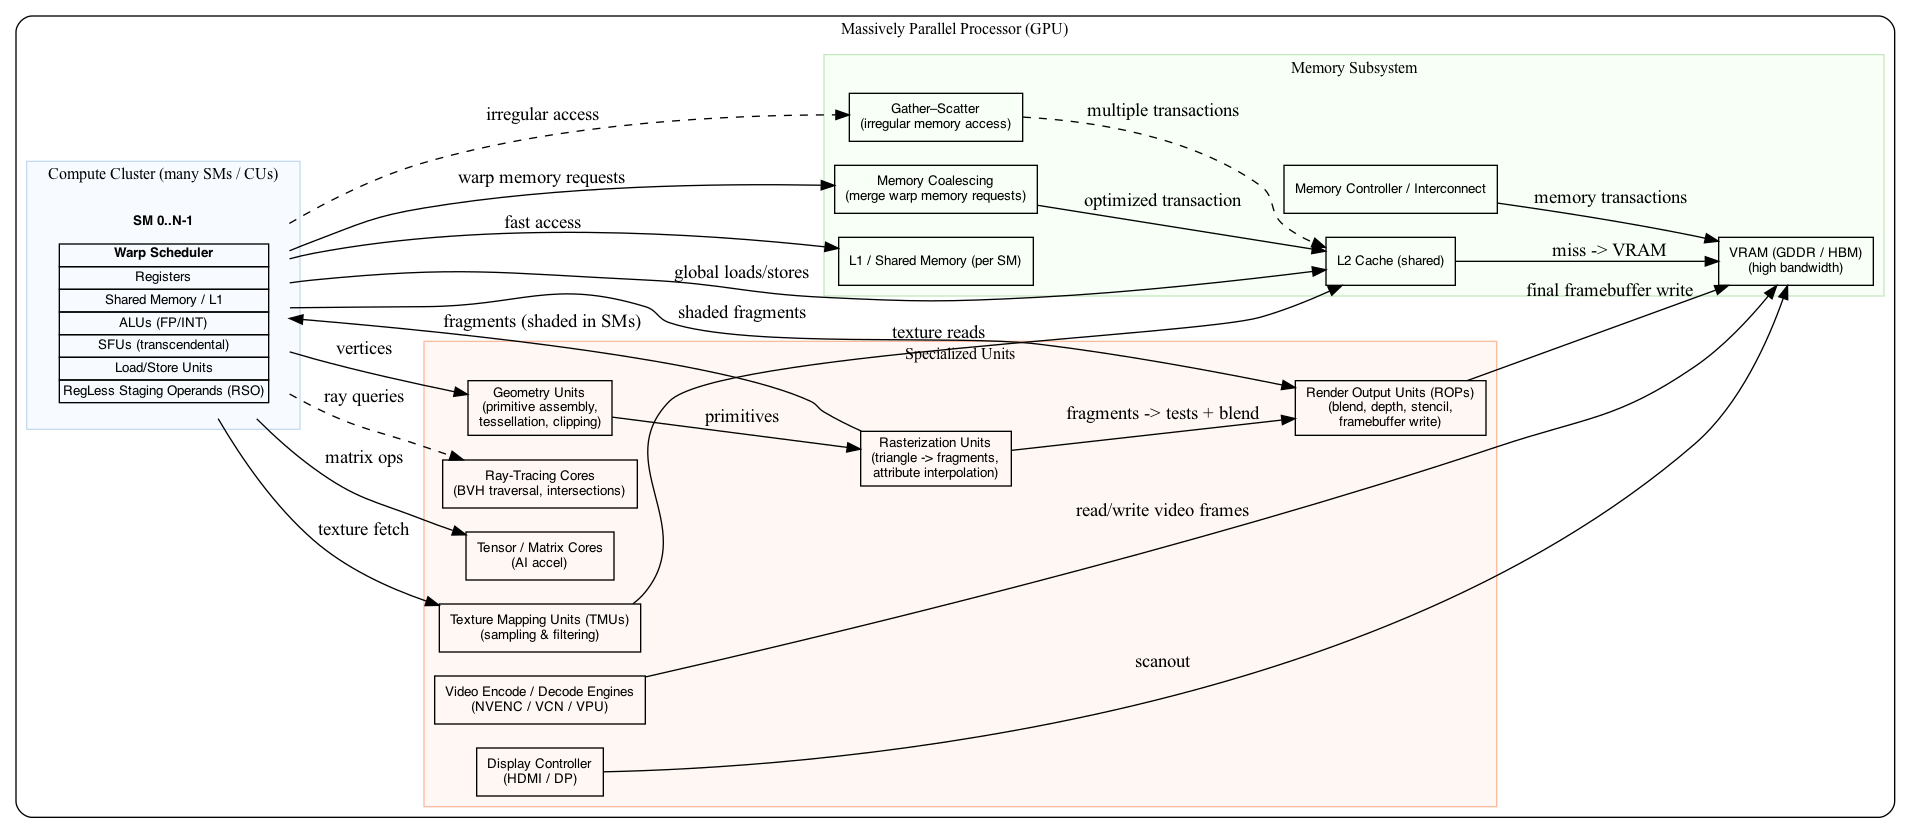 Massively Parallel Processor (GPU)
Memory Subsystem
Gather–Scatter
(irregular memory access)
multiple transactions
irregular access
Compute Cluster (many SMs / CUs)
SM 0..N-1
Warp Scheduler
Registers
Shared Memory / L1
ALUs (FP/INT)
SFUs (transcendental)
Load/Store Units
RegLess Staging Operands (RSO)
warp memory requests
Memory Coalescing
(merge warp memory requests)
optimized transaction
Memory Controller / Interconnect
memory transactions
fast access
L1 / Shared Memory (per SM)
L2 Cache (shared)
miss -> VRAM
VRAM (GDDR / HBM)
(high bandwidth)
global loads/stores
final framebuffer write
shaded fragments
fragments (shaded in SMs)
texture reads
Specialized Units
vertices
Geometry Units
(primitive assembly,
tessellation, clipping)
primitives
Rasterization Units
(triangle -> fragments,
attribute interpolation)
fragments -> tests + blend
Render Output Units (ROPs)
(blend, depth, stencil,
framebuffer write)
ray queries
Ray-Tracing Cores
(BVH traversal, intersections)
matrix ops
Tensor / Matrix Cores
(AI accel)
texture fetch
Texture Mapping Units (TMUs)
(sampling & filtering)
read/write video frames
Video Encode / Decode Engines
(NVENC / VCN / VPU)
scanout
Display Controller
(HDMI / DP)